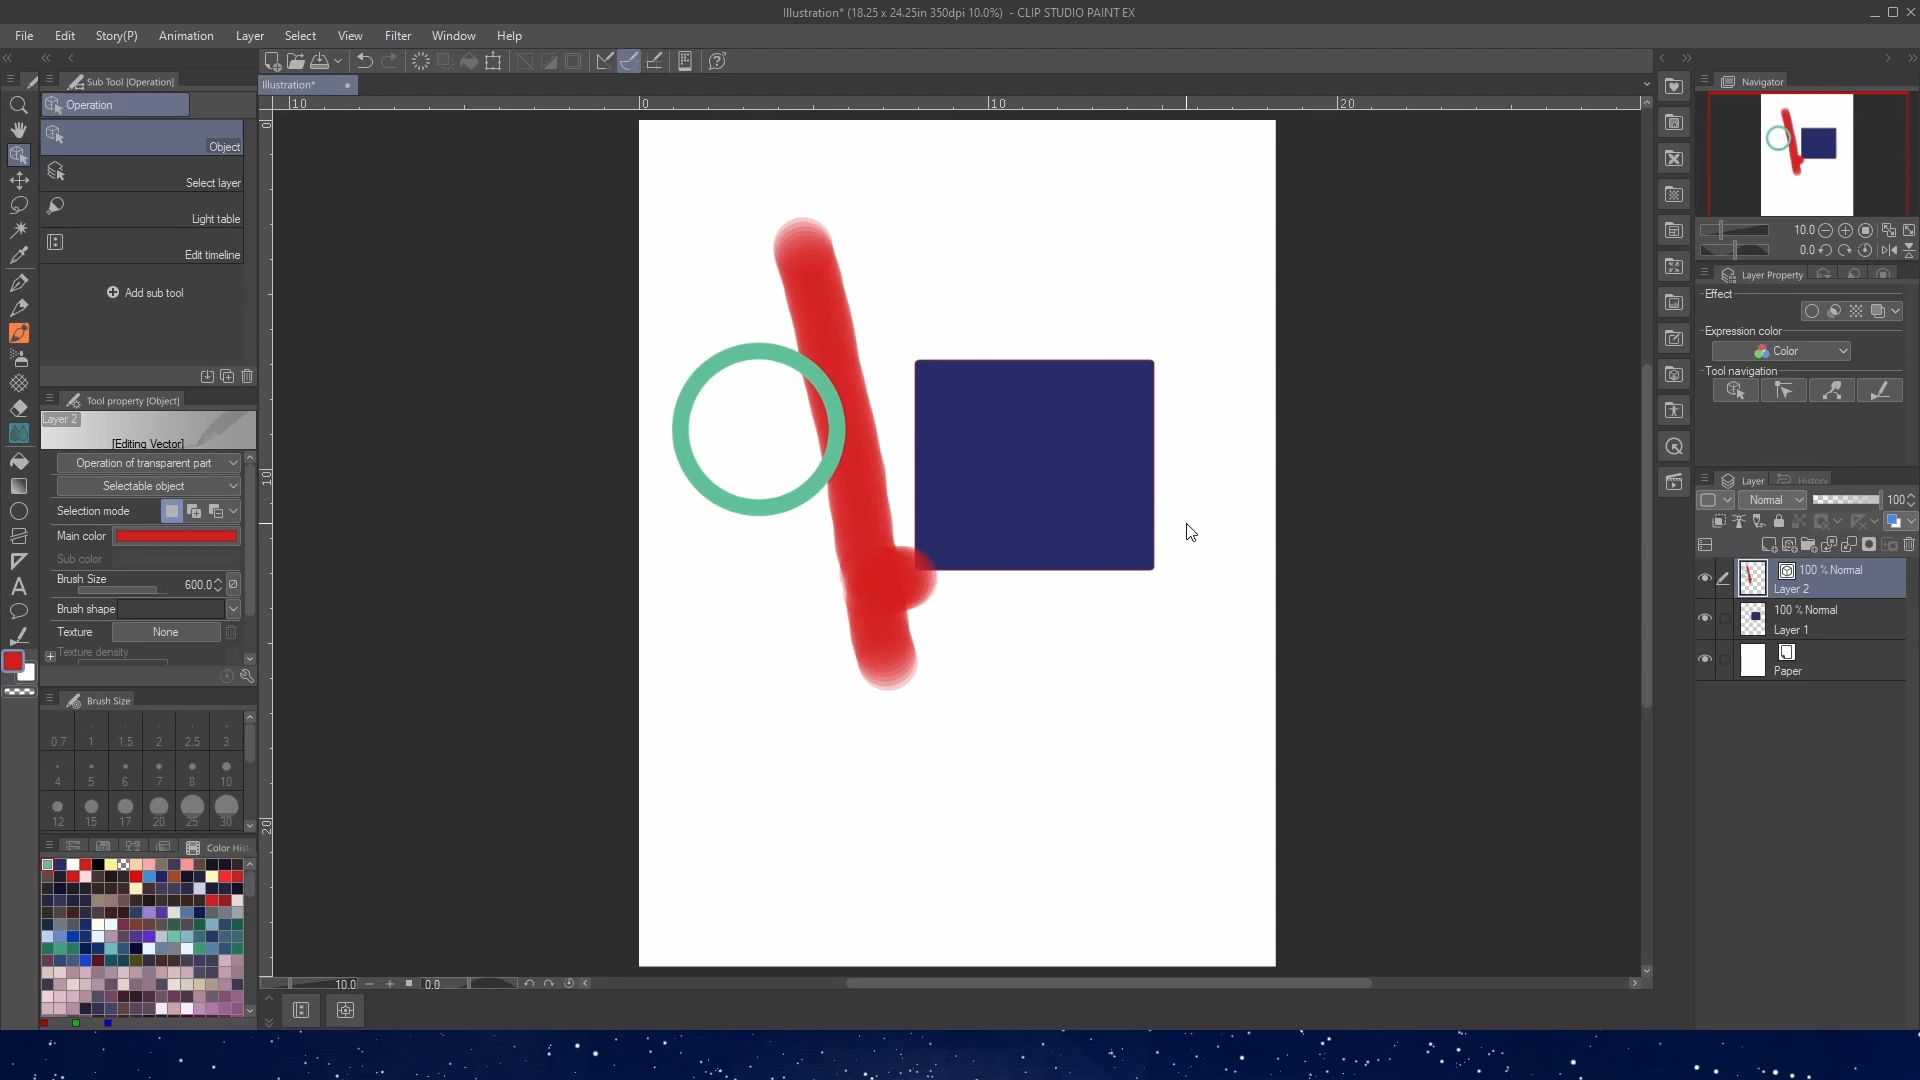 Illustration* (18.25 x 24.25in 350dpi 10.0%) - CLIP STUDIO PAINT EX
File Edit Story(P) Animation Layer Select View Filter Window Help
Sub Tool [Operation]
Operation
Object
Select layer
Light table
Edit timeline
Add sub tool
Tool property [Object]
Layer 2
[Editing Vector]
Operation of transparent part
Selectable object
Selection mode
Main color
Sub color
Brush Size 600.0
Brush shape
Texture None
Texture density
Brush Size
0.7 1 1.5 2 2.5 3
4 5 6 7 8 10
12 15 17 20 25 30
Color His
Illustration*
10 0 10 20
0
10
20
10.0 0.0
Navigator
10.0
0.0
Layer Property
Effect
Expression color
Color
Tool navigation
Layer History
Normal 100
100 % Normal
Layer 2
100 % Normal
Layer 1
Paper